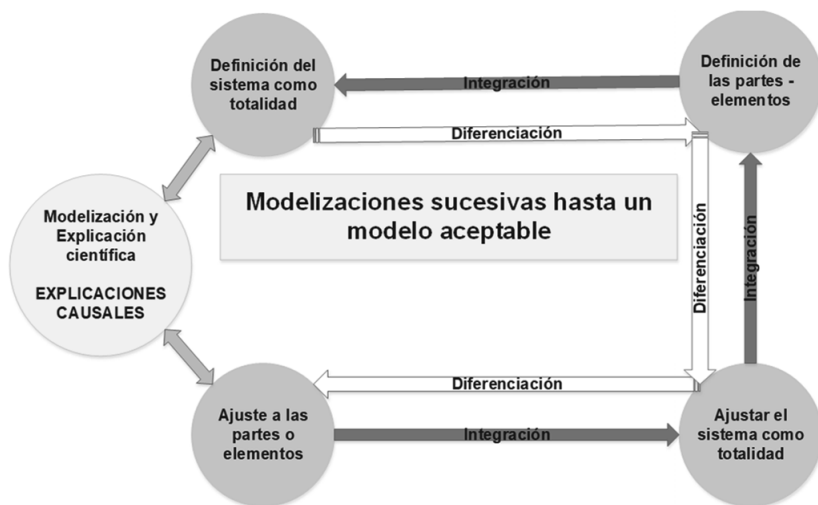 Definición del
sistema como
totalidad
Integración
Definición de
las partes -
elementos
Diferenciación
Modelizaciones sucesivas hasta un
modelo aceptable
Modelización y
Explicación
científica
EXPLICACIONES
CAUSALES
Diferenciación
Integración
Diferenciación
Ajuste a las
partes o
elementos
Integración
Ajustar el
sistema como
totalidad